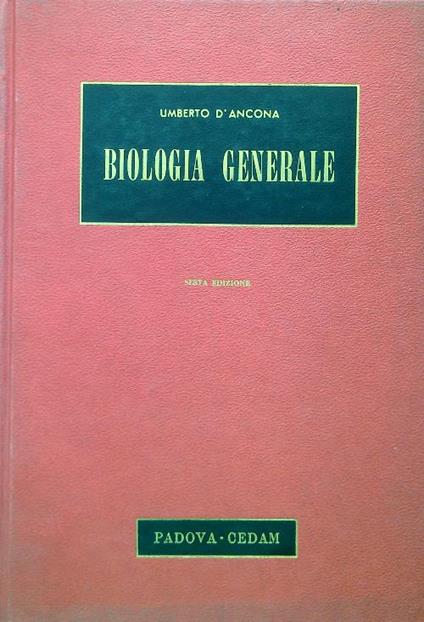 UMBERTO D'ANCONA
BIOLOGIA GENERALE
SESTA EDIZIONE
PADOVA - CEDAM